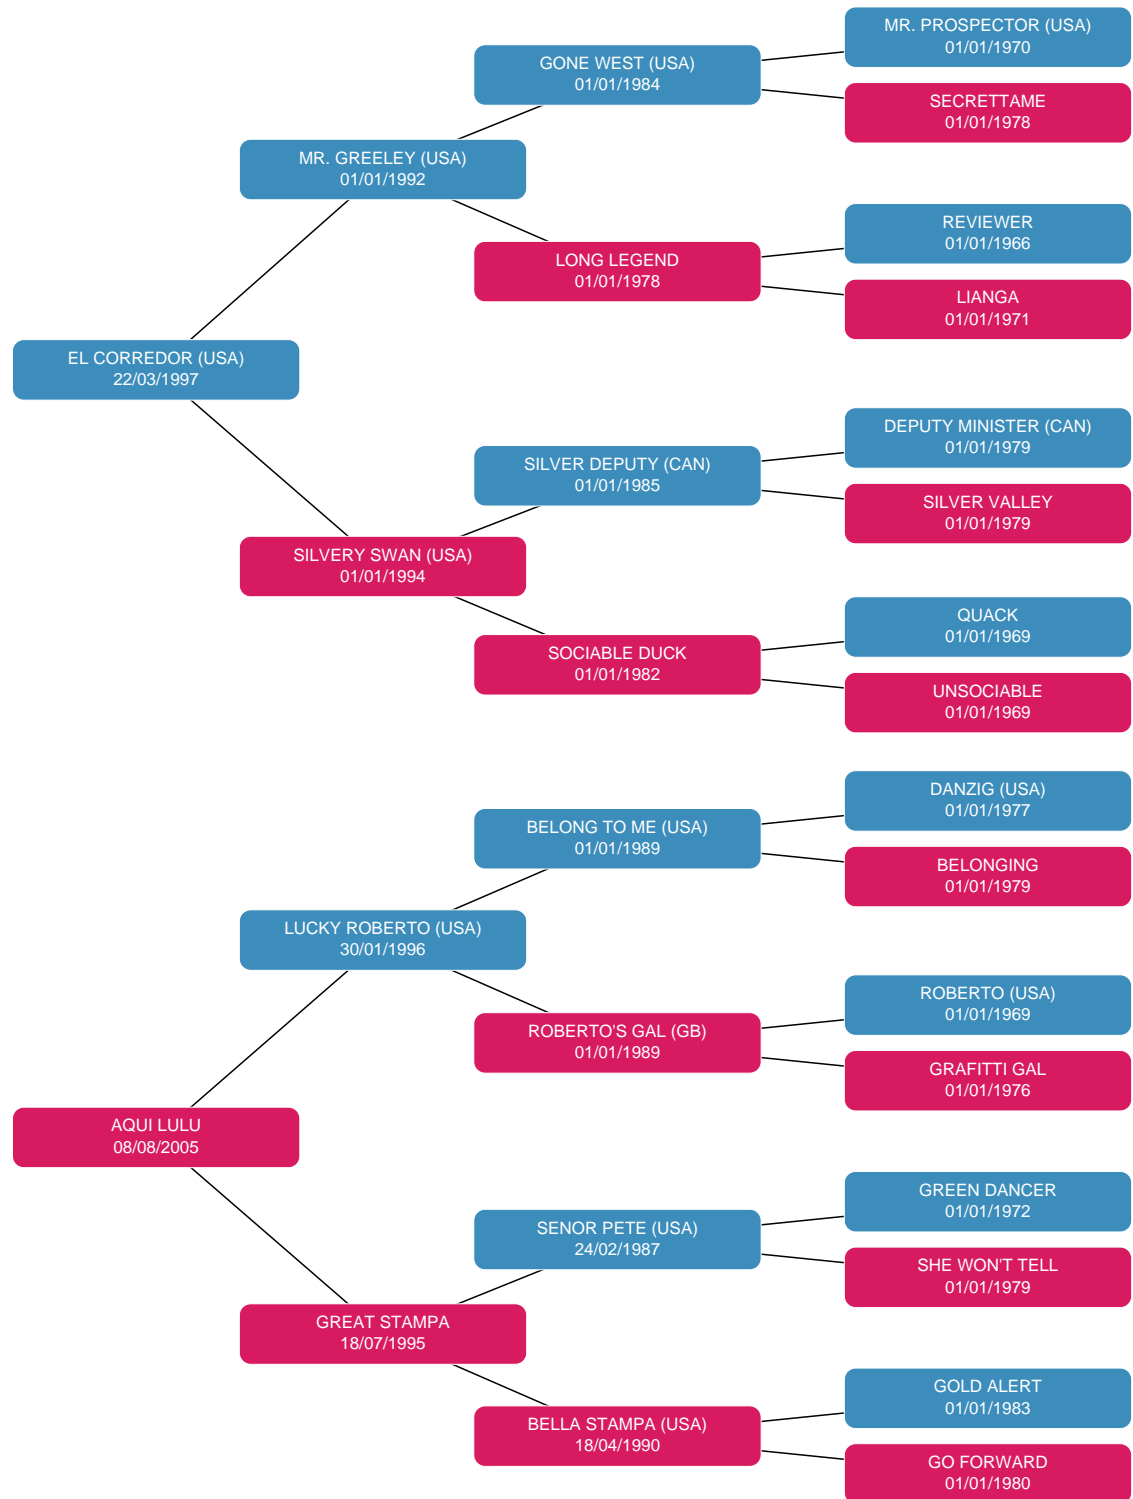 MR. PROSPECTOR (USA)
01/01/1970
GONE WEST (USA)
01/01/1984
SECRETTAME
01/01/1978
MR. GREELEY (USA)
01/01/1992
REVIEWER
01/01/1966
LONG LEGEND
01/01/1978
LIANGA
01/01/1971
EL CORREDOR (USA)
22/03/1997
DEPUTY MINISTER (CAN)
01/01/1979
SILVER DEPUTY (CAN)
01/01/1985
SILVER VALLEY
01/01/1979
SILVERY SWAN (USA)
01/01/1994
QUACK
01/01/1969
SOCIABLE DUCK
01/01/1982
UNSOCIABLE
01/01/1969
DANZIG (USA)
01/01/1977
BELONG TO ME (USA)
01/01/1989
BELONGING
01/01/1979
LUCKY ROBERTO (USA)
30/01/1996
ROBERTO (USA)
01/01/1969
ROBERTO'S GAL (GB)
01/01/1989
GRAFITTI GAL
01/01/1976
AQUI LULU
08/08/2005
GREEN DANCER
01/01/1972
SENOR PETE (USA)
24/02/1987
SHE WON'T TELL
01/01/1979
GREAT STAMPA
18/07/1995
GOLD ALERT
01/01/1983
BELLA STAMPA (USA)
18/04/1990
GO FORWARD
01/01/1980